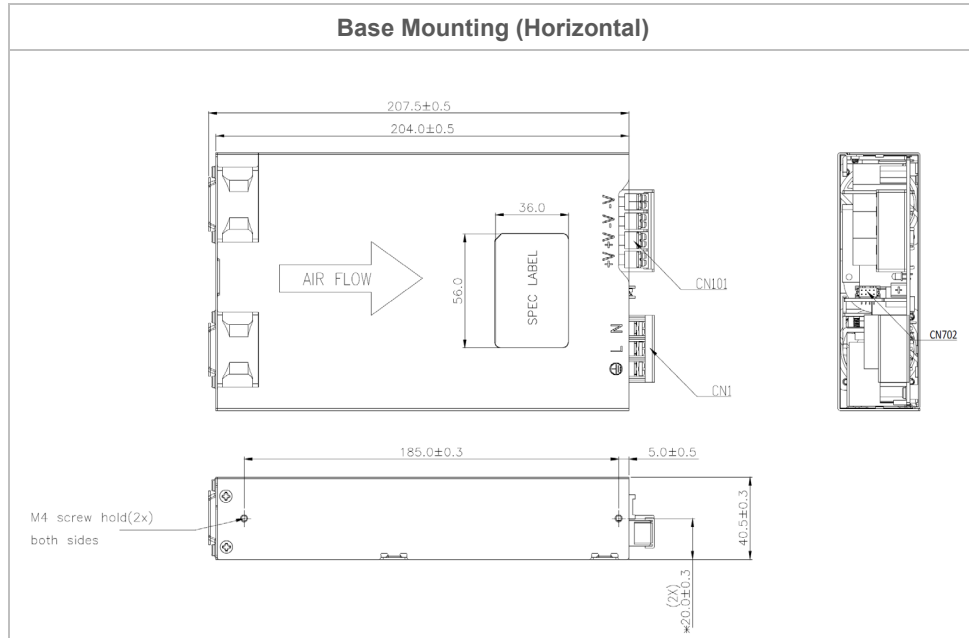 Base Mounting (Horizontal)
207.5±0.5
204.0±0.5
36.0
56.0
SPEC LABEL
AIR FLOW
+V +V -V -V
CN101
L N
CN1
CN702
185.0±0.3
5.0±0.5
M4 screw hold(2x)
both sides
40.5±0.3
(2X)
*20.0±0.3